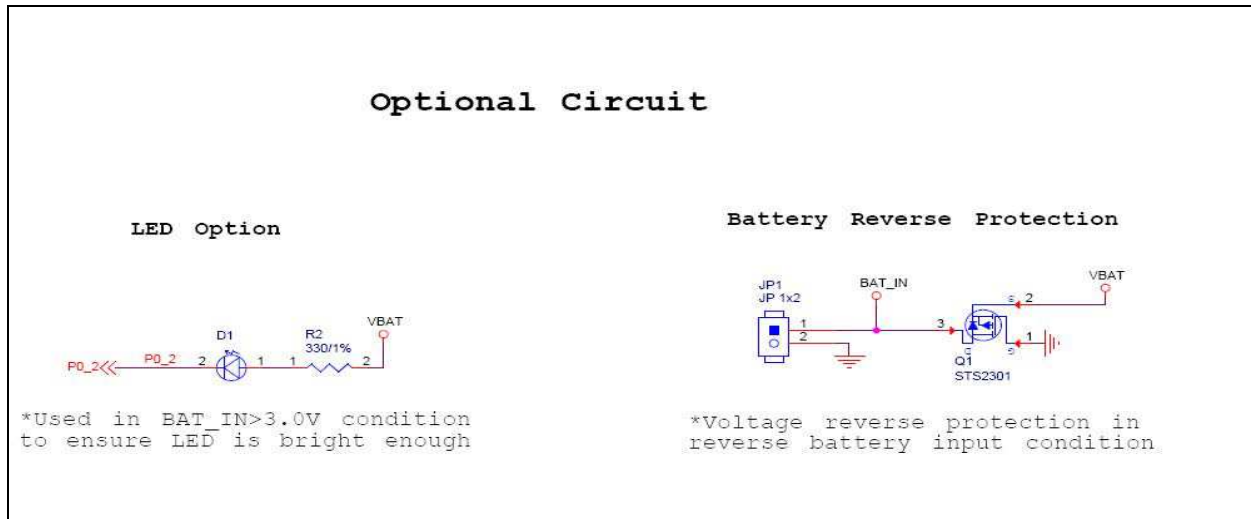 Optional Circuit
LED Option
D1
R2
330/1%
VBAT
P0_2
P0_2
2
1
1
2
*Used in BAT_IN>3.0V condition
to ensure LED is bright enough
Battery Reverse Protection
JP1
JP 1x2
BAT_IN
VBAT
1
2
3
2
1
Q1
STS2301
*Voltage reverse protection in
reverse battery input condition